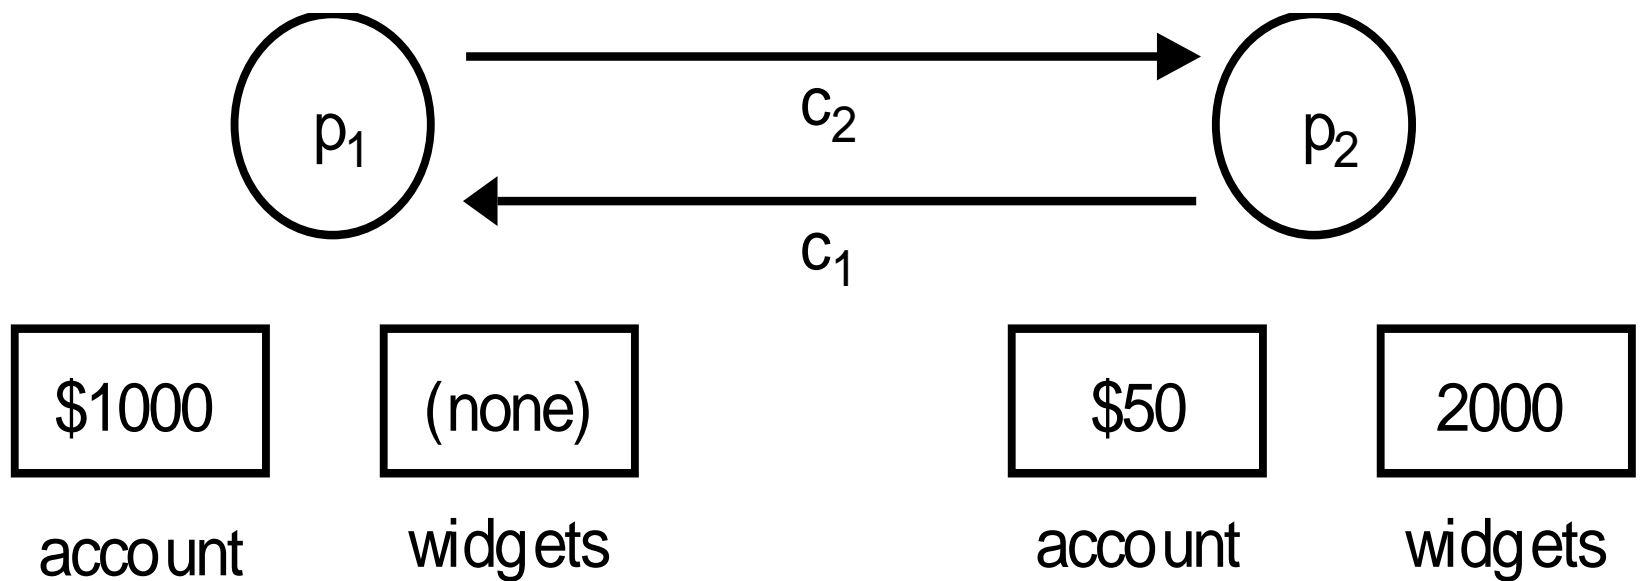 p1 p2
c2
c1
$1000 (none) $50 2000
account widgets account widgets